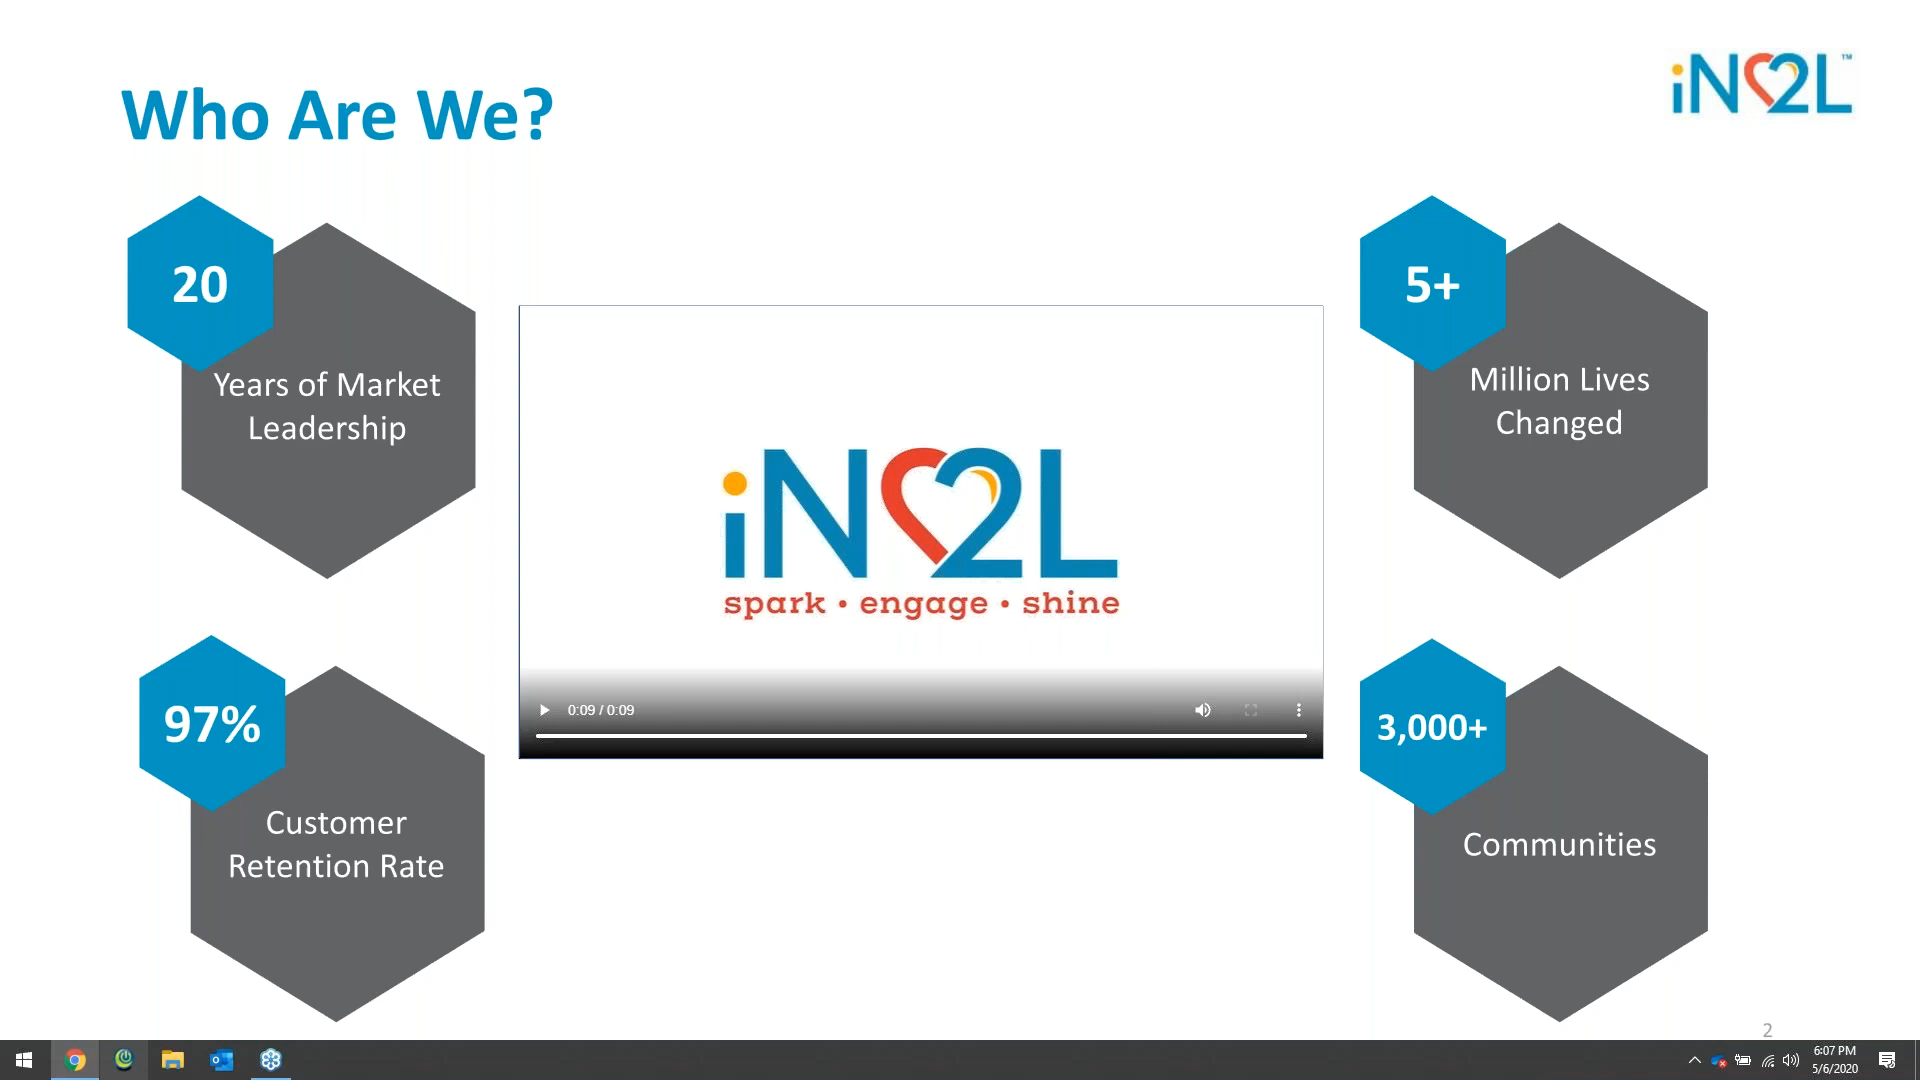 Who Are We?
iN2L™
20
Years of Market
Leadership
5+
Million Lives
Changed
iN2L
spark • engage • shine
0:09 / 0:09
97%
Customer
Retention Rate
3,000+
Communities
2
6:07 PM
5/6/2020